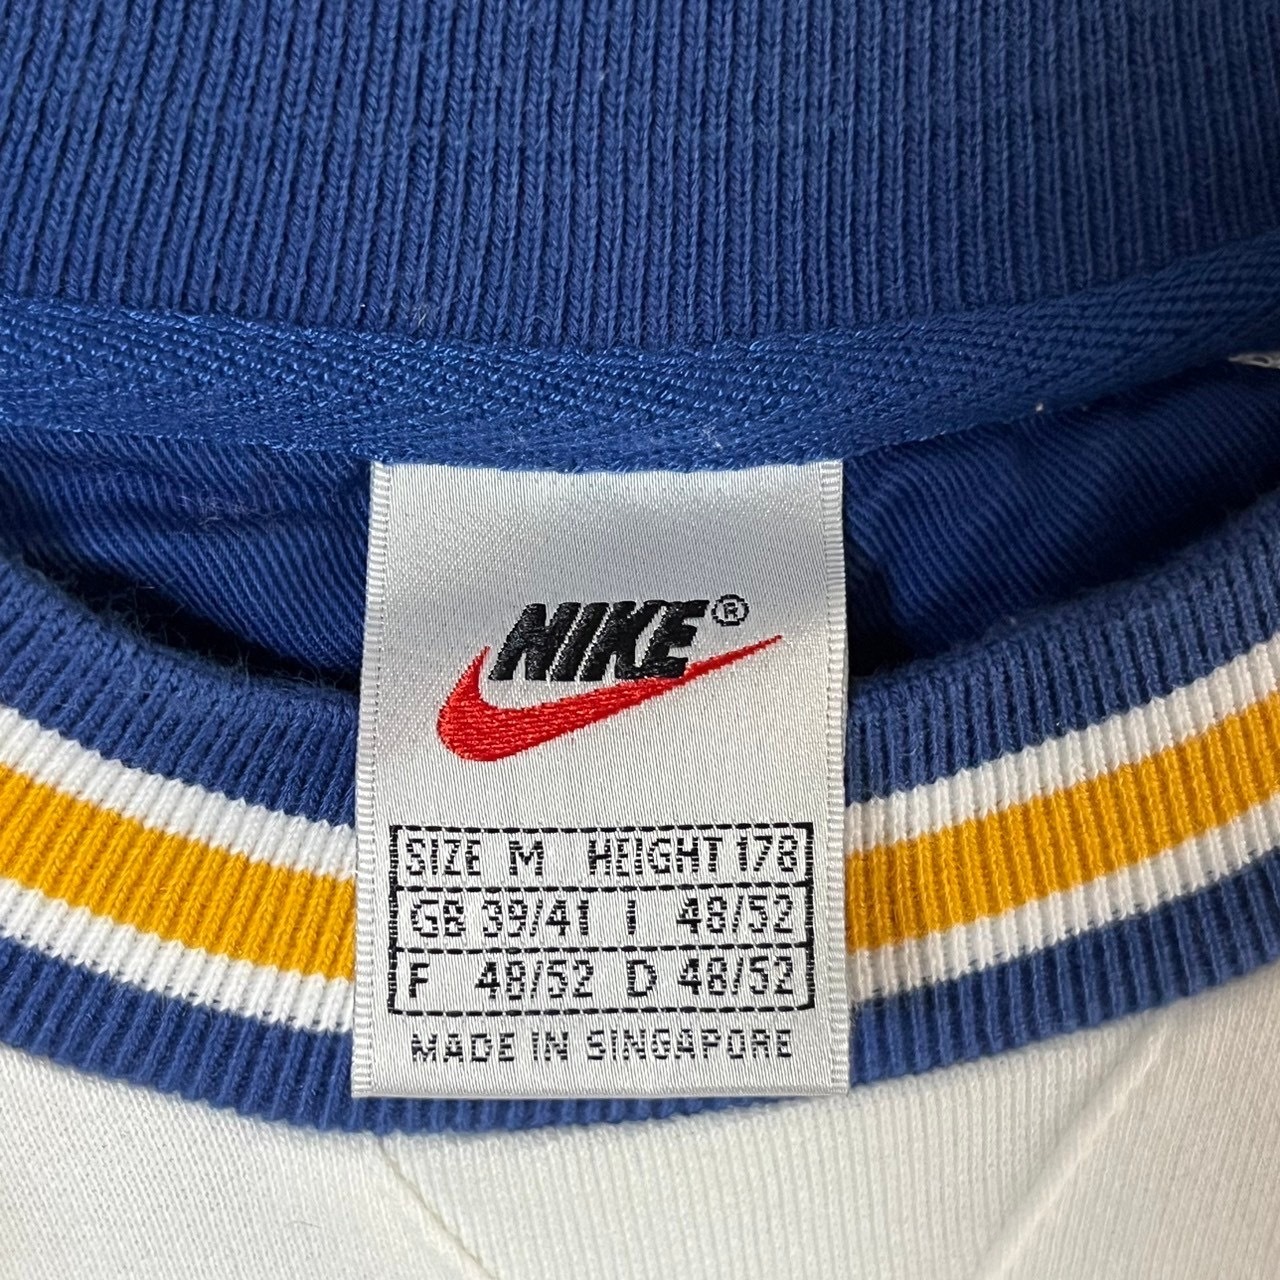 NIKE®
SIZE M HEIGHT 178
GB 39/41 I 48/52
F 48/52 D 48/52
MADE IN SINGAPORE